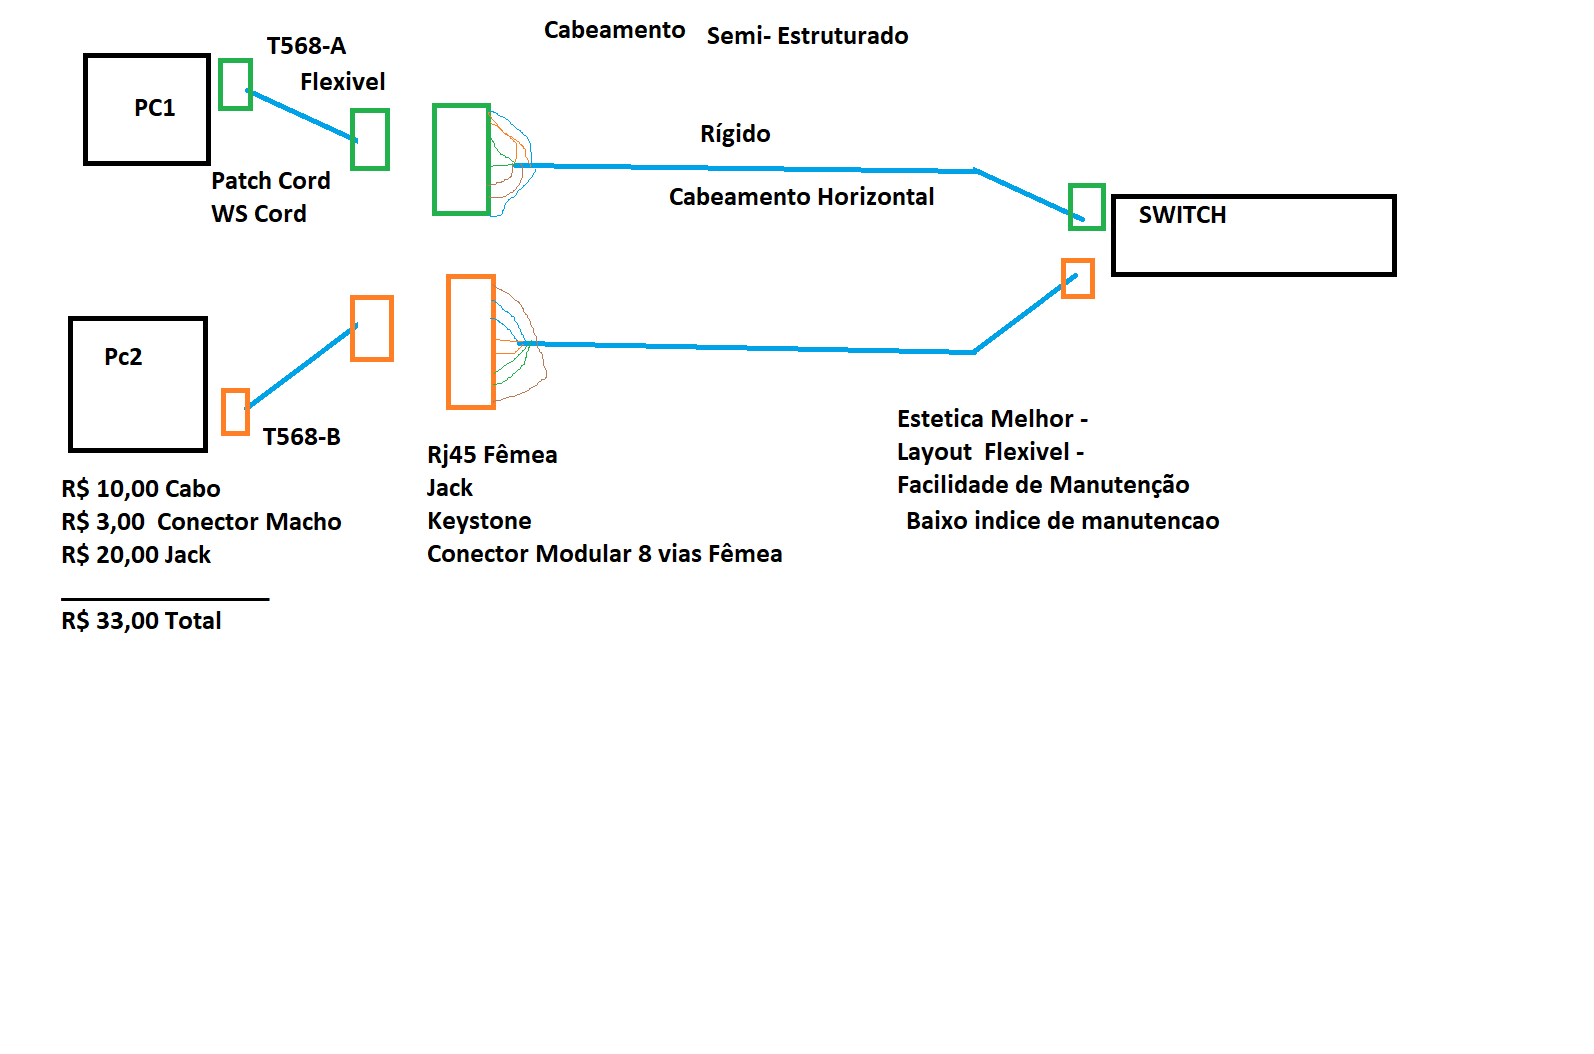 Cabeamento Semi- Estruturado
T568-A
Flexivel
PC1
Patch Cord
WS Cord
Rígido
Cabeamento Horizontal
SWITCH
Pc2
T568-B
R$ 10,00 Cabo
R$ 3,00 Conector Macho
R$ 20,00 Jack
R$ 33,00 Total
Rj45 Fêmea
Jack
Keystone
Conector Modular 8 vias Fêmea
Estetica Melhor -
Layout Flexivel -
Facilidade de Manutenção
Baixo indice de manutencao